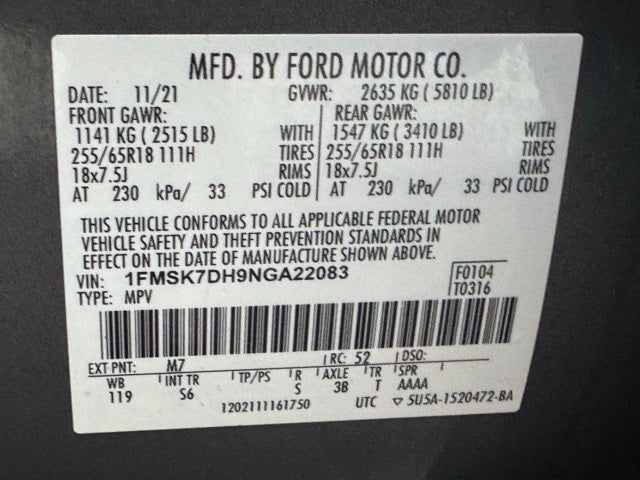 MFD. BY FORD MOTOR CO.
DATE: 11/21 GVWR: 2635 KG ( 5810 LB)
FRONT GAWR: REAR GAWR:
1141 KG ( 2515 LB) WITH 1547 KG ( 3410 LB) WITH
255/65R18 111H TIRES 255/65R18 111H TIRES
18x7.5J RIMS 18x7.5J RIMS
AT 230 kPa/ 33 PSI COLD AT 230 kPa/ 33 PSI COLD
THIS VEHICLE CONFORMS TO ALL APPLICABLE FEDERAL MOTOR
VEHICLE SAFETY AND THEFT PREVENTION STANDARDS IN
EFFECT ON THE DATE OF MANUFACTURE SHOWN ABOVE.
VIN: 1FMSK7DH9NGA22083 F0104
TYPE: MPV T0316
EXT PNT: M7 RC: 52 DSO:
WB INT TR TP/PS R AXLE TR SPR
119 S6 S 3B T AAAA
1202111161750 UTC ▽ 5U5A-1520472-BA